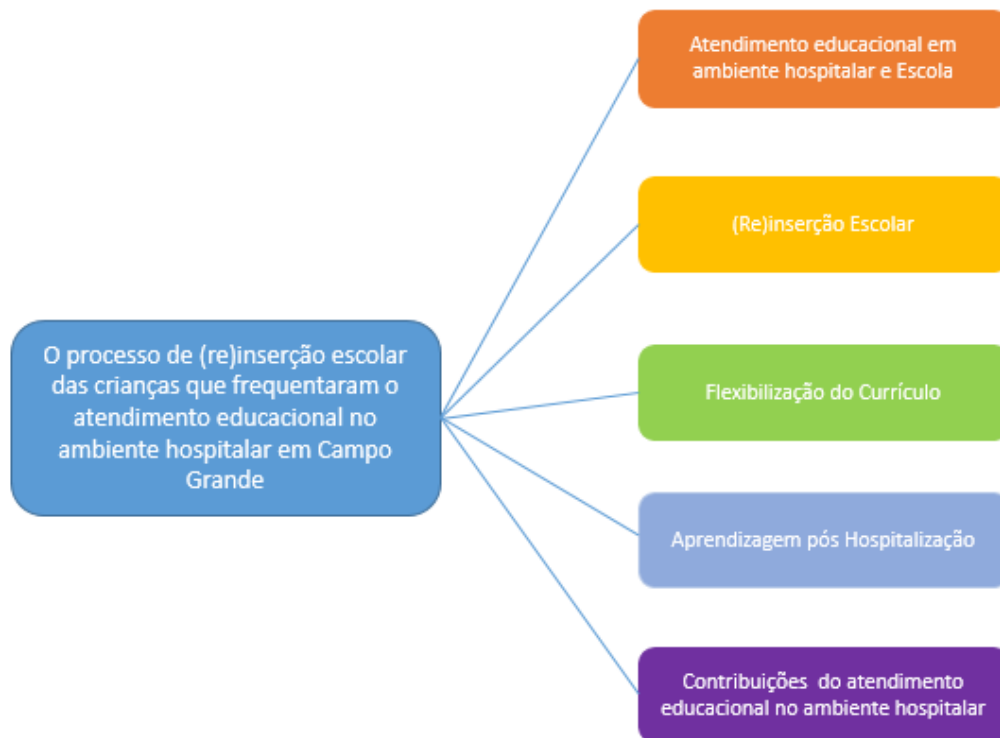 O processo de (re)inserção escolar
das crianças que frequentaram o
atendimento educacional no
ambiente hospitalar em Campo
Grande
Atendimento educacional em
ambiente hospitalar e Escola
(Re)inserção Escolar
Flexibilização do Currículo
Aprendizagem pós Hospitalização
Contribuições do atendimento
educacional no ambiente hospitalar